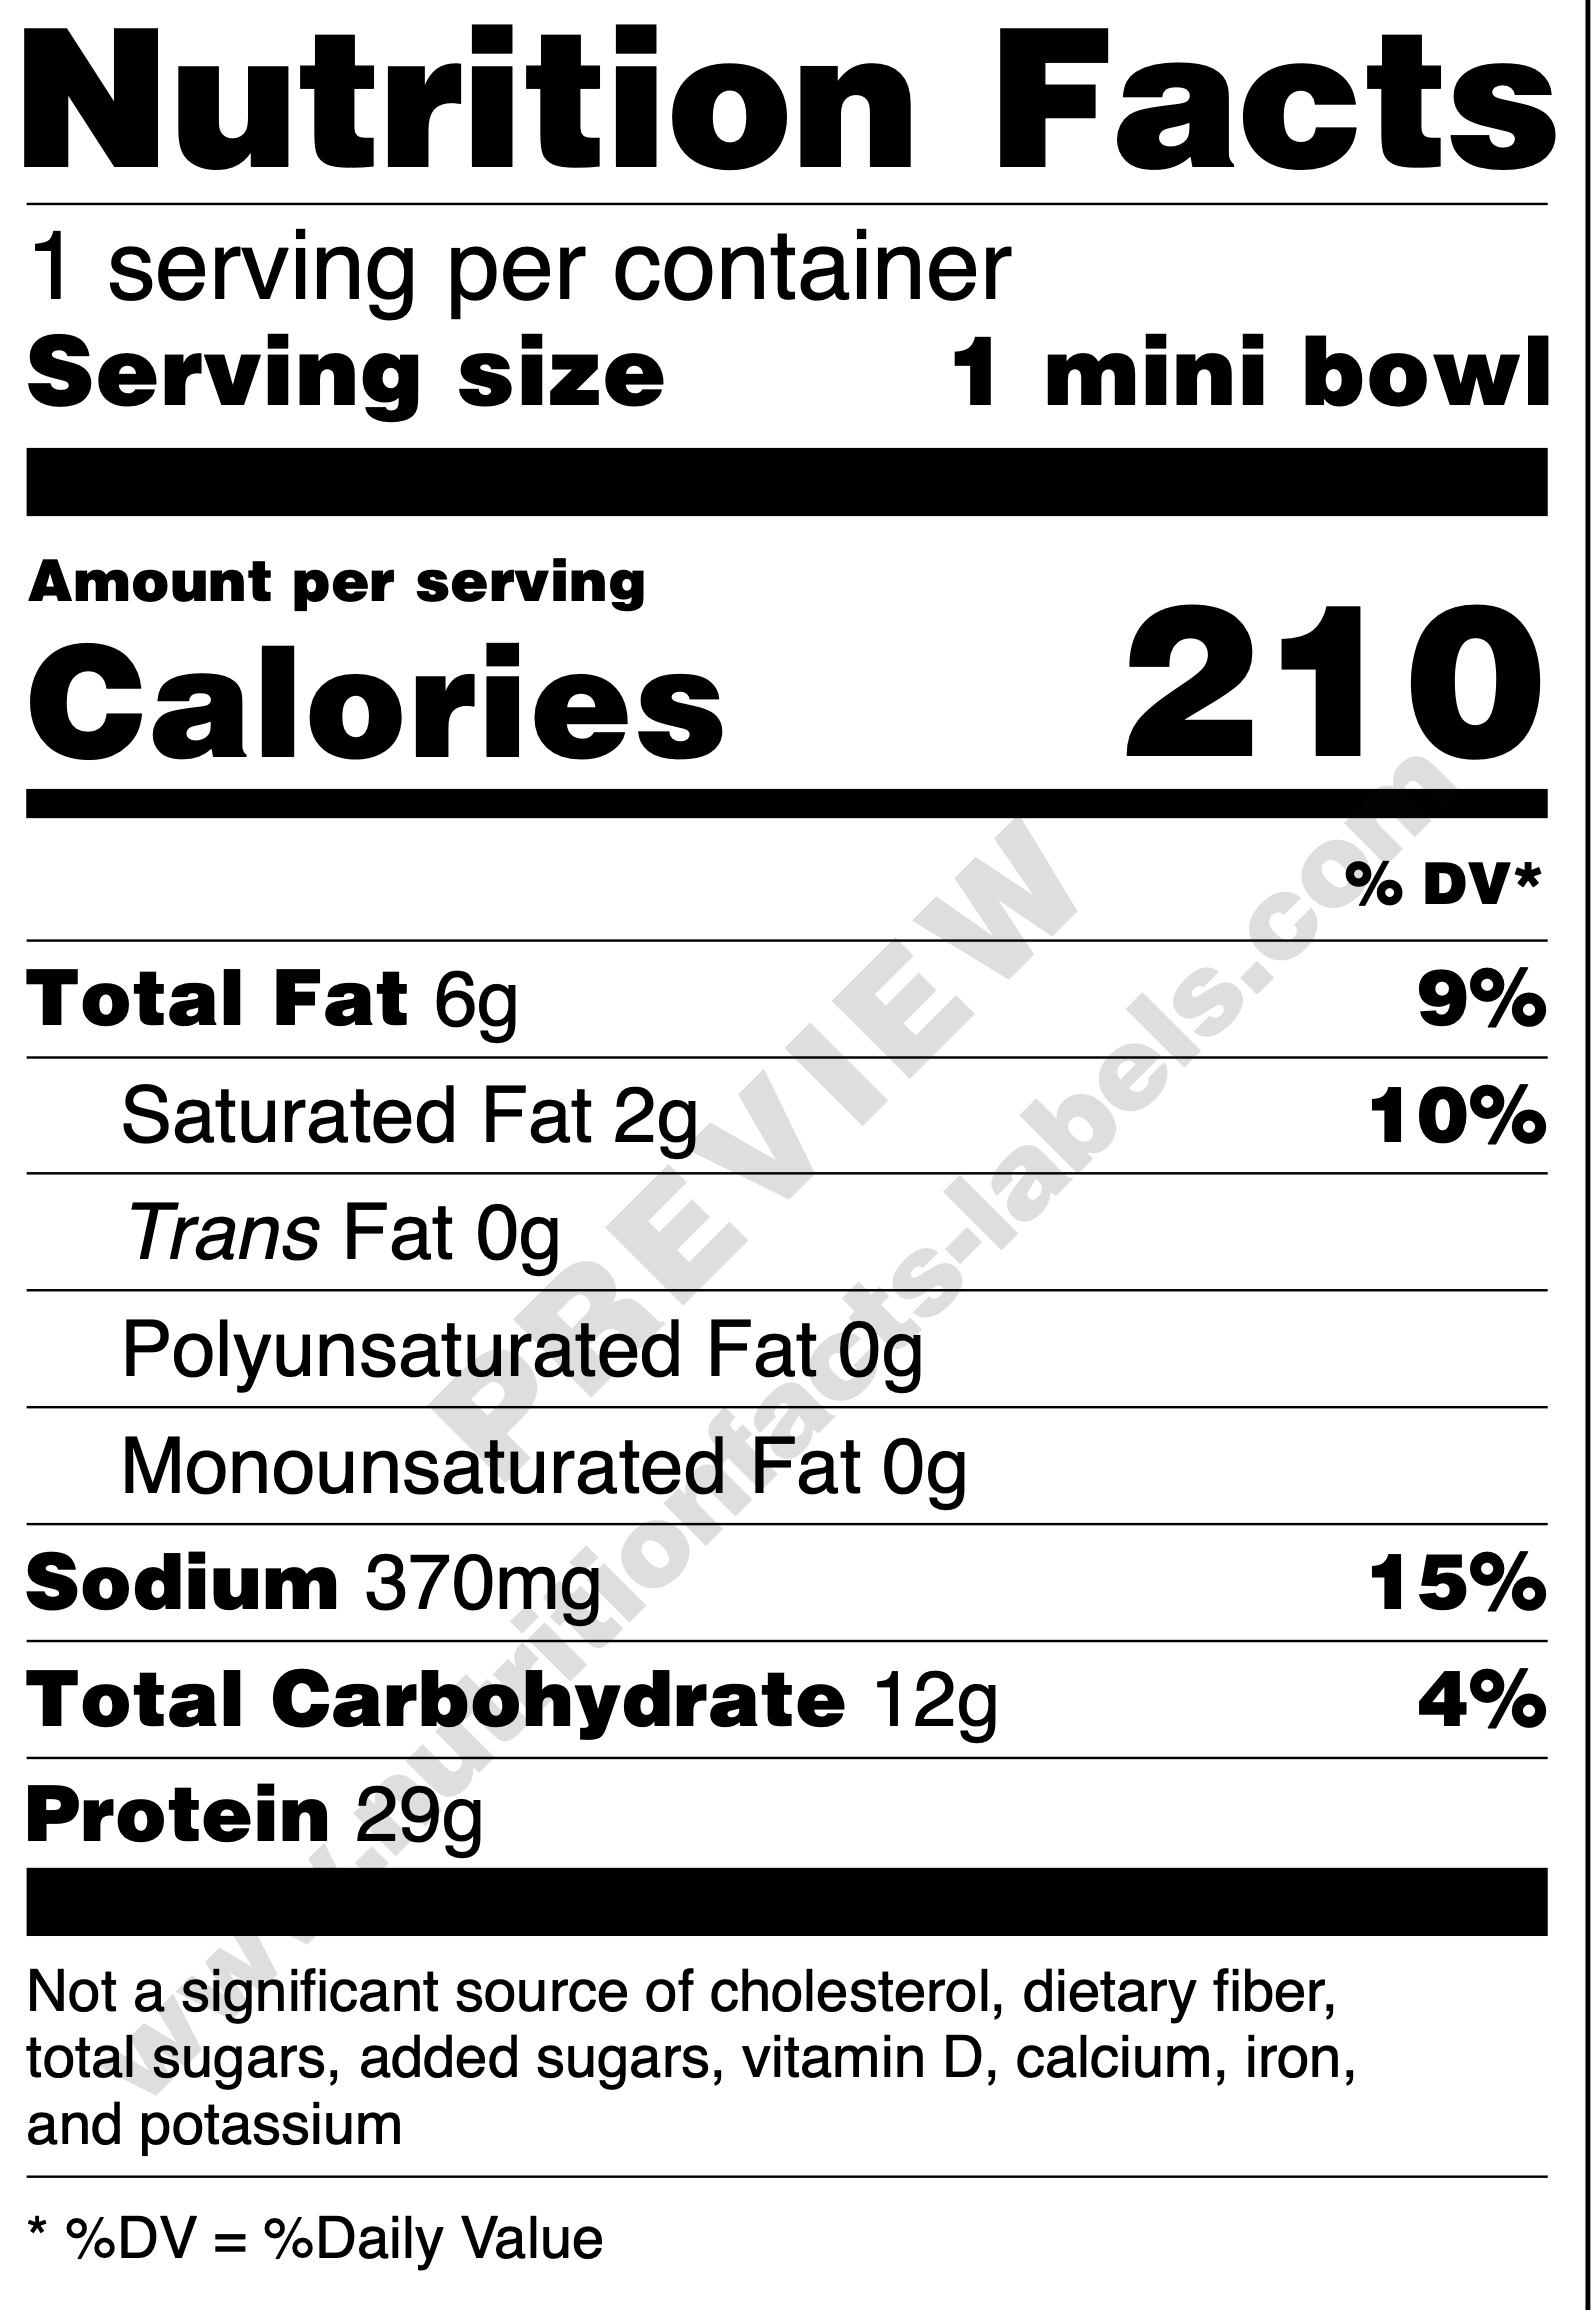 Nutrition Facts
1 serving per container
Serving size 1 mini bowl
Amount per serving
Calories 210
% DV*
Total Fat 6g 9%
Saturated Fat 2g 10%
Trans Fat 0g
Polyunsaturated Fat 0g
Monounsaturated Fat 0g
Sodium 370mg 15%
Total Carbohydrate 12g 4%
Protein 29g
Not a significant source of cholesterol, dietary fiber,
total sugars, added sugars, vitamin D, calcium, iron,
and potassium
* %DV = %Daily Value
PREVIEW
www.nutritionfacts-labels.com